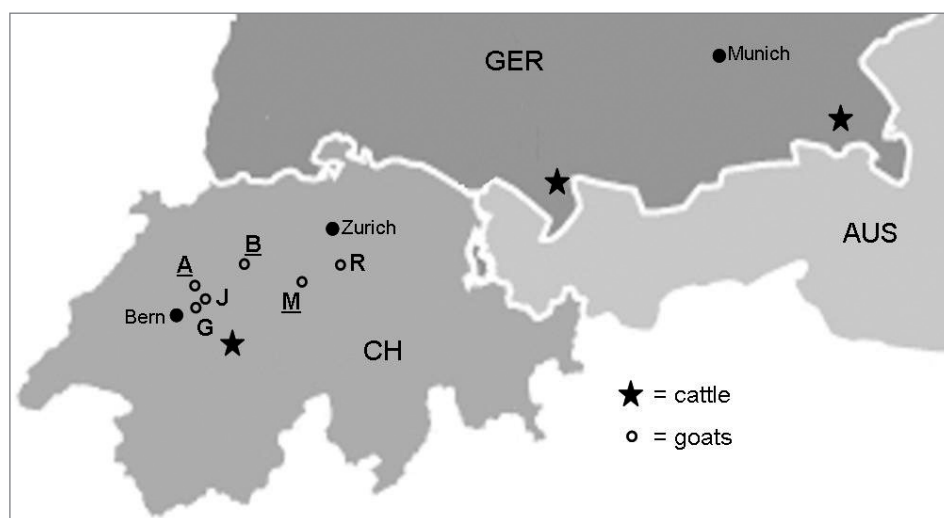 GER
Munich
AUS
Zurich
B
R
A
J
M
Bern
G
CH
= cattle
= goats